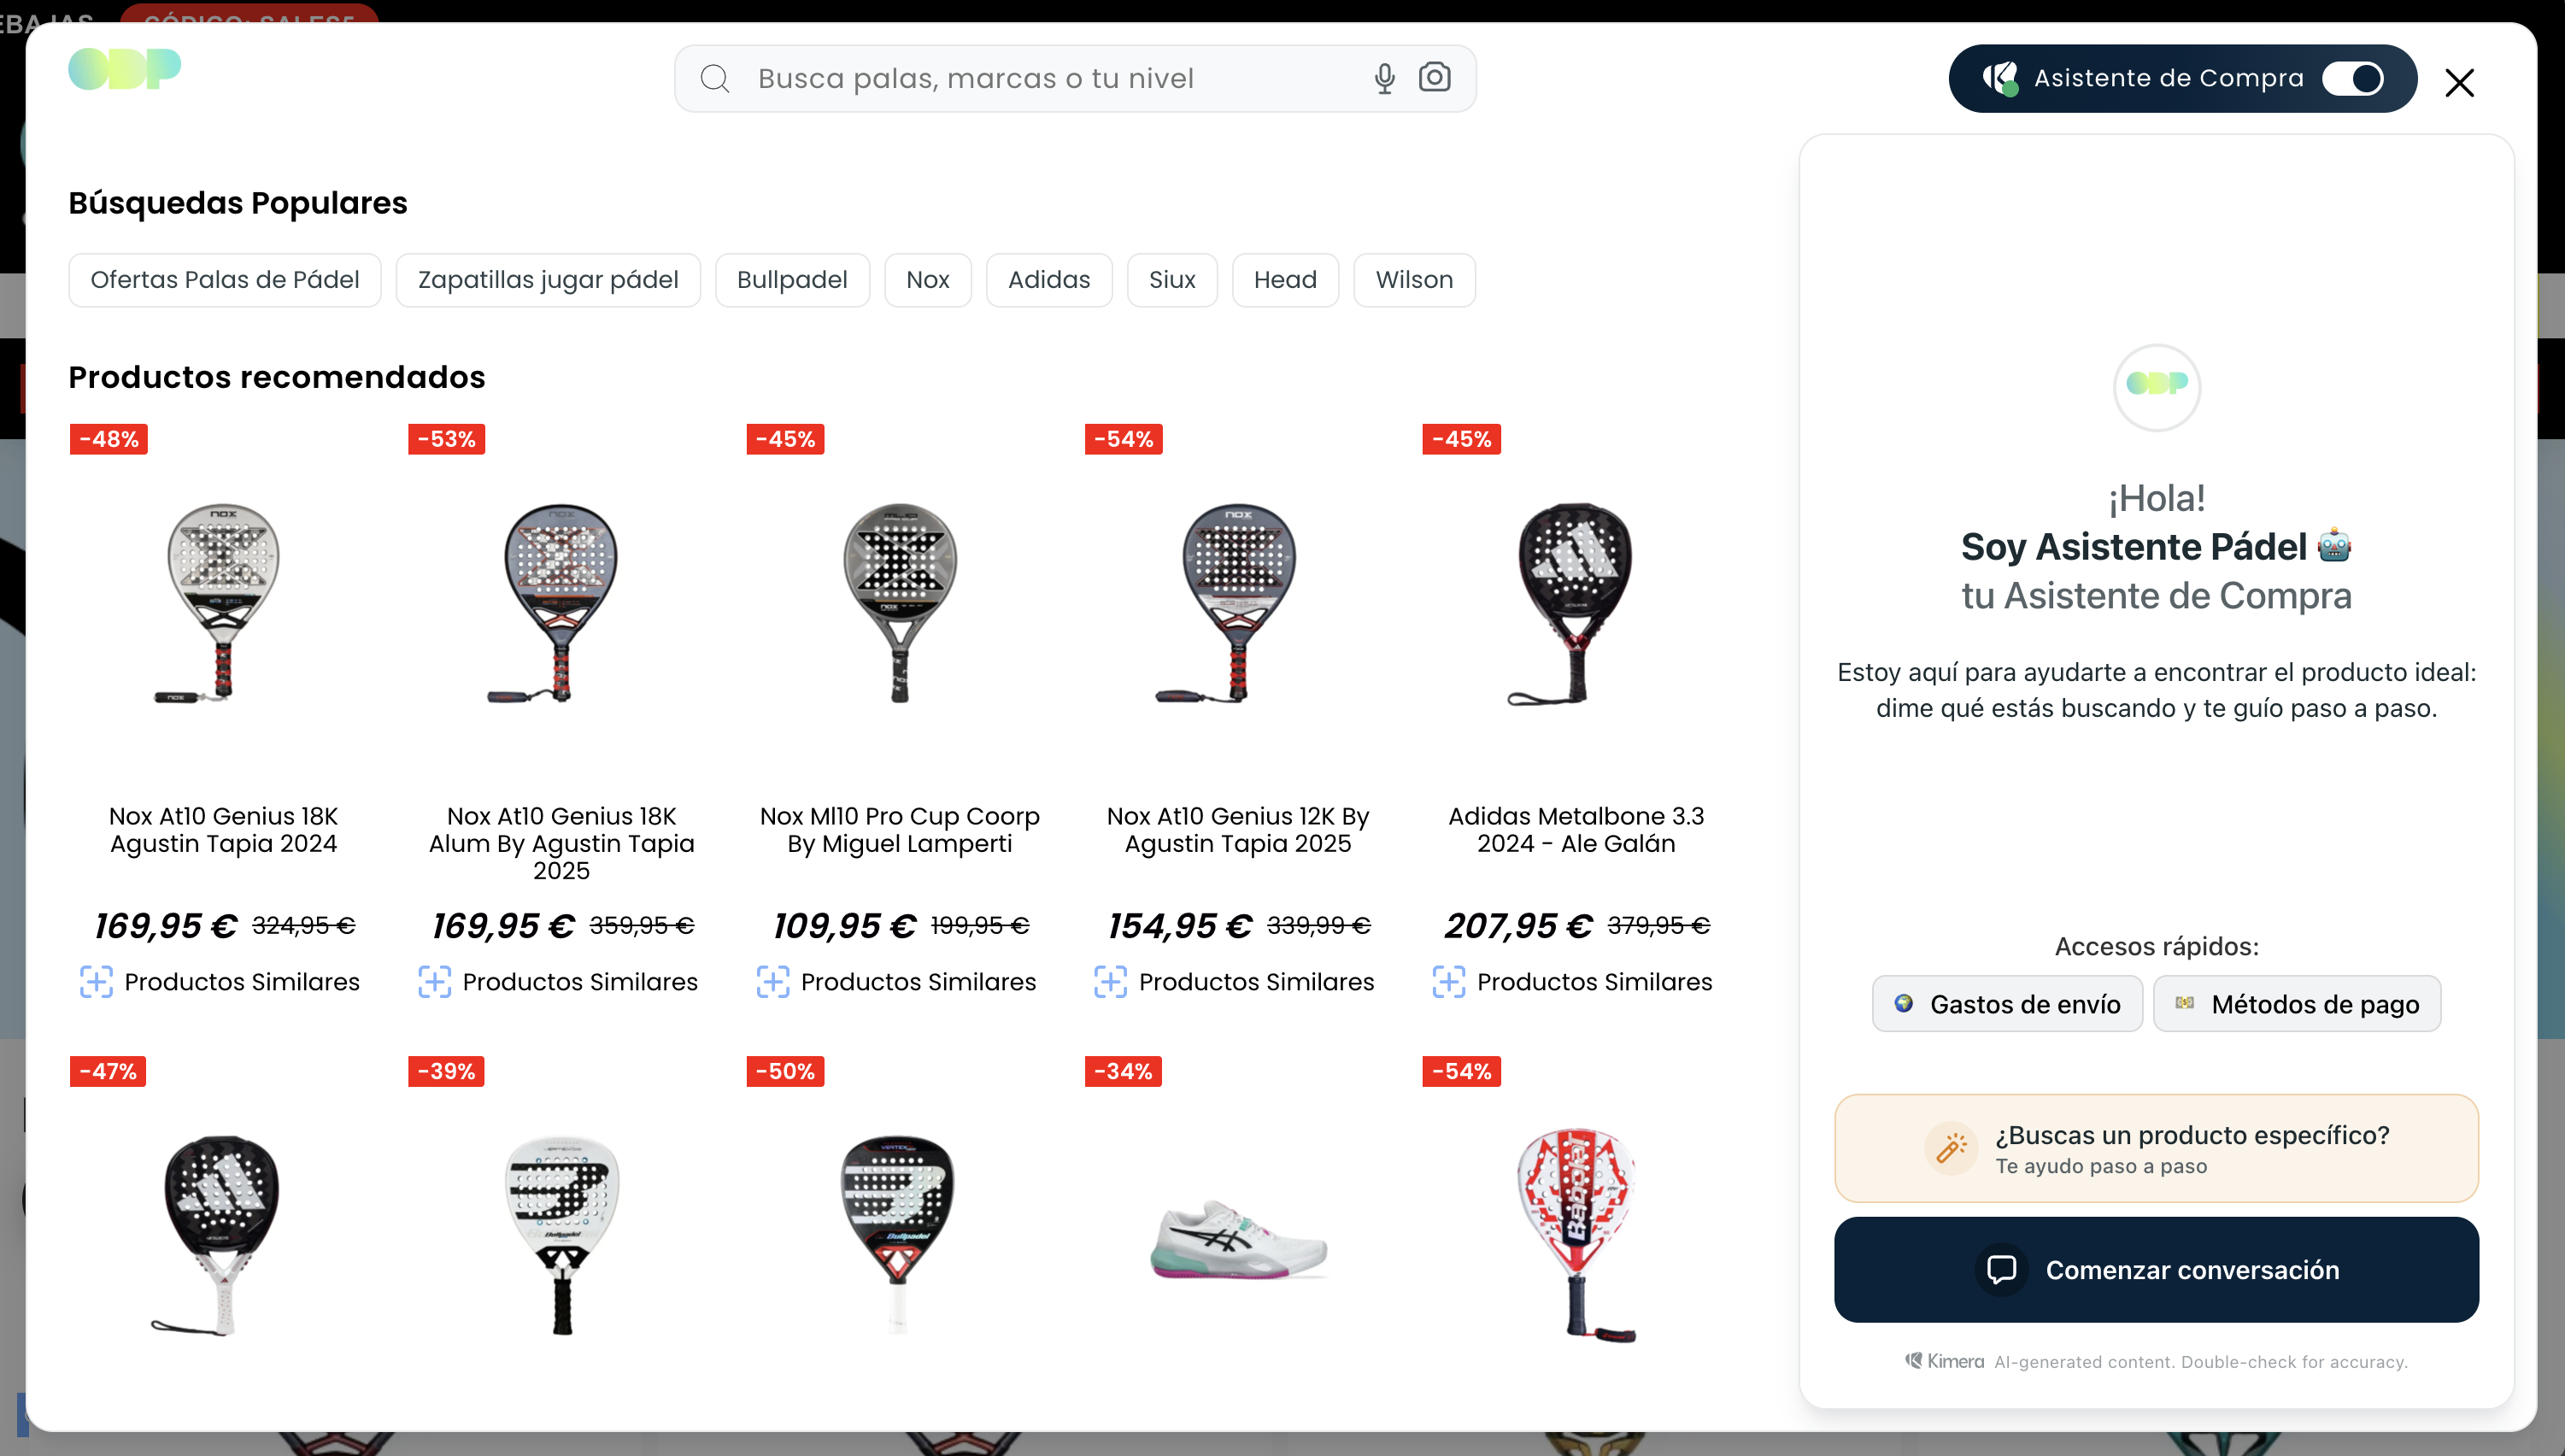 CÓDIGO: SALES5
ODP
Busca palas, marcas o tu nivel
Asistente de Compra
Búsquedas Populares
Ofertas Palas de Pádel
Zapatillas jugar pádel
Bullpadel
Nox
Adidas
Siux
Head
Wilson
Productos recomendados
-48%
-53%
-45%
-54%
-45%
Nox At10 Genius 18K
Agustin Tapia 2024
Nox At10 Genius 18K
Alum By Agustin Tapia
2025
Nox Ml10 Pro Cup Coorp
By Miguel Lamperti
Nox At10 Genius 12K By
Agustin Tapia 2025
Adidas Metalbone 3.3
2024 - Ale Galán
169,95 € 324,95 €
169,95 € 359,95 €
109,95 € 199,95 €
154,95 € 339,99 €
207,95 € 379,95 €
Productos Similares
Productos Similares
Productos Similares
Productos Similares
Productos Similares
-47%
-39%
-50%
-34%
-54%
Babolat
ODP
¡Hola!
Soy Asistente Pádel
tu Asistente de Compra
Estoy aquí para ayudarte a encontrar el producto ideal:
dime qué estás buscando y te guío paso a paso.
Accesos rápidos:
Gastos de envío
Métodos de pago
¿Buscas un producto específico?
Te ayudo paso a paso
Comenzar conversación
Kimera AI-generated content. Double-check for accuracy.